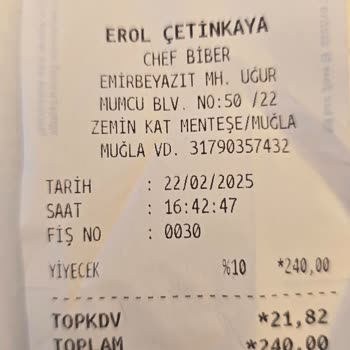 EROL ÇETİNKAYA
CHEF BİBER
EMİRBEYAZIT MH. UĞUR
MUMCU BLV. NO:50 /22
ZEMİN KAT MENTEŞE/MUĞLA
MUĞLA VD. 31790357432
TARİH : 22/02/2025
SAAT : 16:42:47
FİŞ NO : 0030
YİYECEK %10 *240,00
--------------------------------
TOPKDV *21,82
TOPLAM *240,00